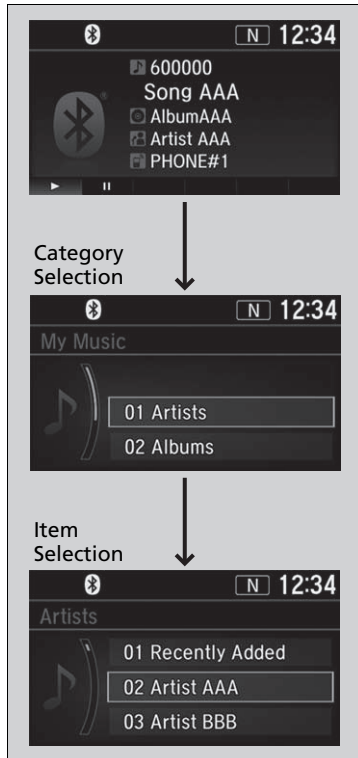 N 12:34
600000
Song AAA
AlbumAAA
Artist AAA
PHONE#1
Category
Selection
N 12:34
My Music
01 Artists
02 Albums
Item
Selection
N 12:34
Artists
01 Recently Added
02 Artist AAA
03 Artist BBB